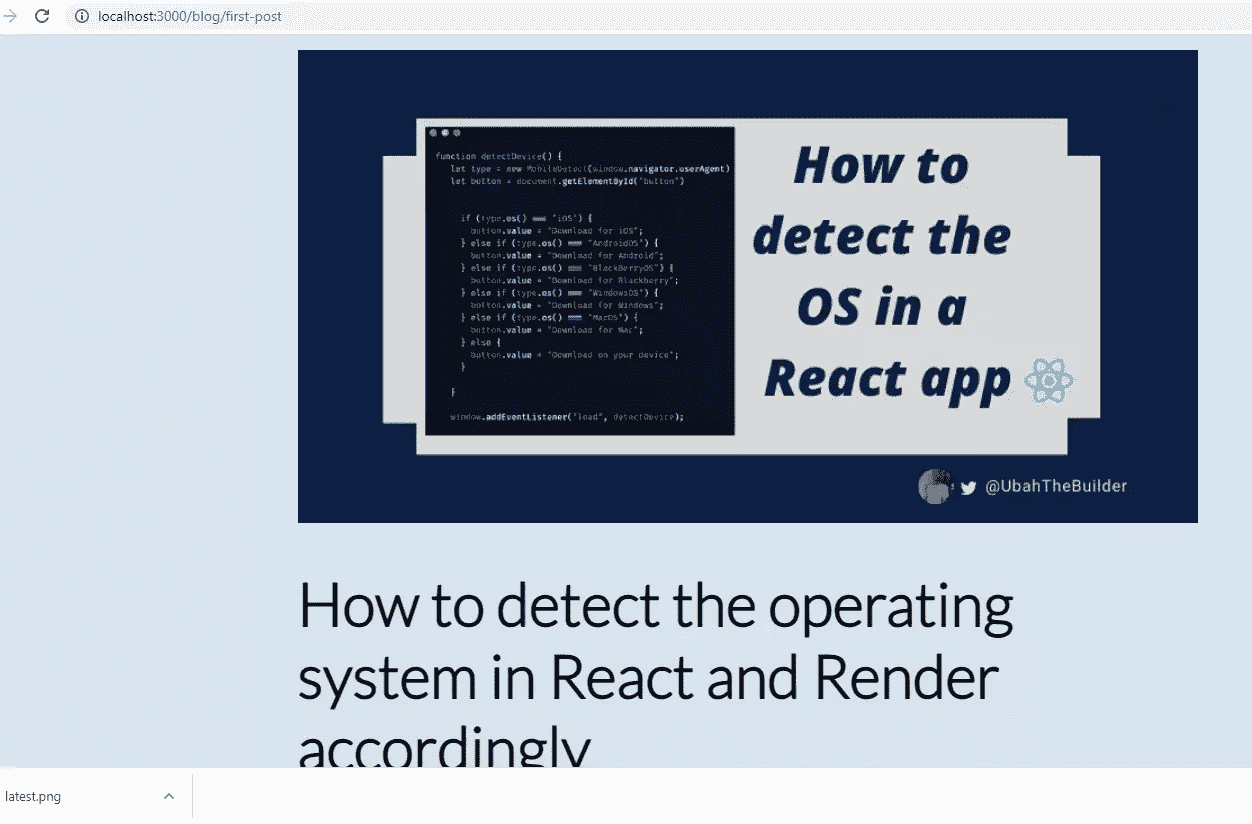 localhost:3000/blog/first-post
function detectDevice() {
let type = new MobileDetect(window.navigator.userAgent)
let button = document.getElementById("button")
if (type.os() === "iOS") {
button.value = "Download for iOS";
} else if (type.os() === "AndroidOS") {
button.value = "Download for Android";
} else if (type.os() === "BlackBerryOS") {
button.value = "Download for Blackberry";
} else if (type.os() === "WindowsOS") {
button.value = "Download for Windows";
} else if (type.os() === "MacOS") {
button.value = "Download for Mac";
} else {
button.value = "Download on your device";
}
}
window.addEventListener("load", detectDevice);
How to
detect the
OS in a
React app
@UbahTheBuilder
How to detect the operating
system in React and Render
accordingly
latest.png